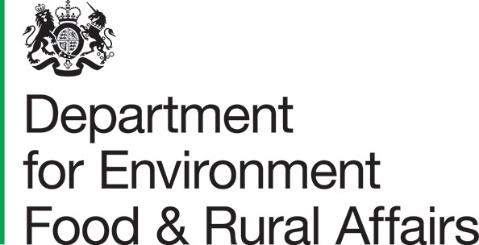 Department
for Environment
Food & Rural Affairs